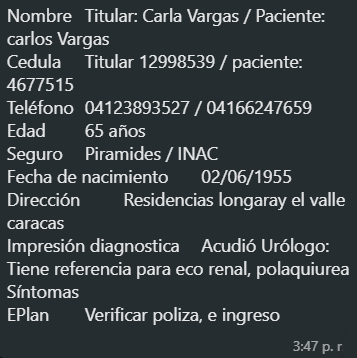 Nombre Titular: Carla Vargas / Paciente:
carlos Vargas
Cedula Titular 12998539 / paciente:
4677515
Teléfono 04123893527 / 04166247659
Edad 65 años
Seguro Piramides / INAC
Fecha de nacimiento 02/06/1955
Dirección Residencias longaray el valle
caracas
Impresión diagnostica Acudió Urólogo:
Tiene referencia para eco renal, polaquiurea
Síntomas
EPlan Verificar poliza, e ingreso
3:47 p. r